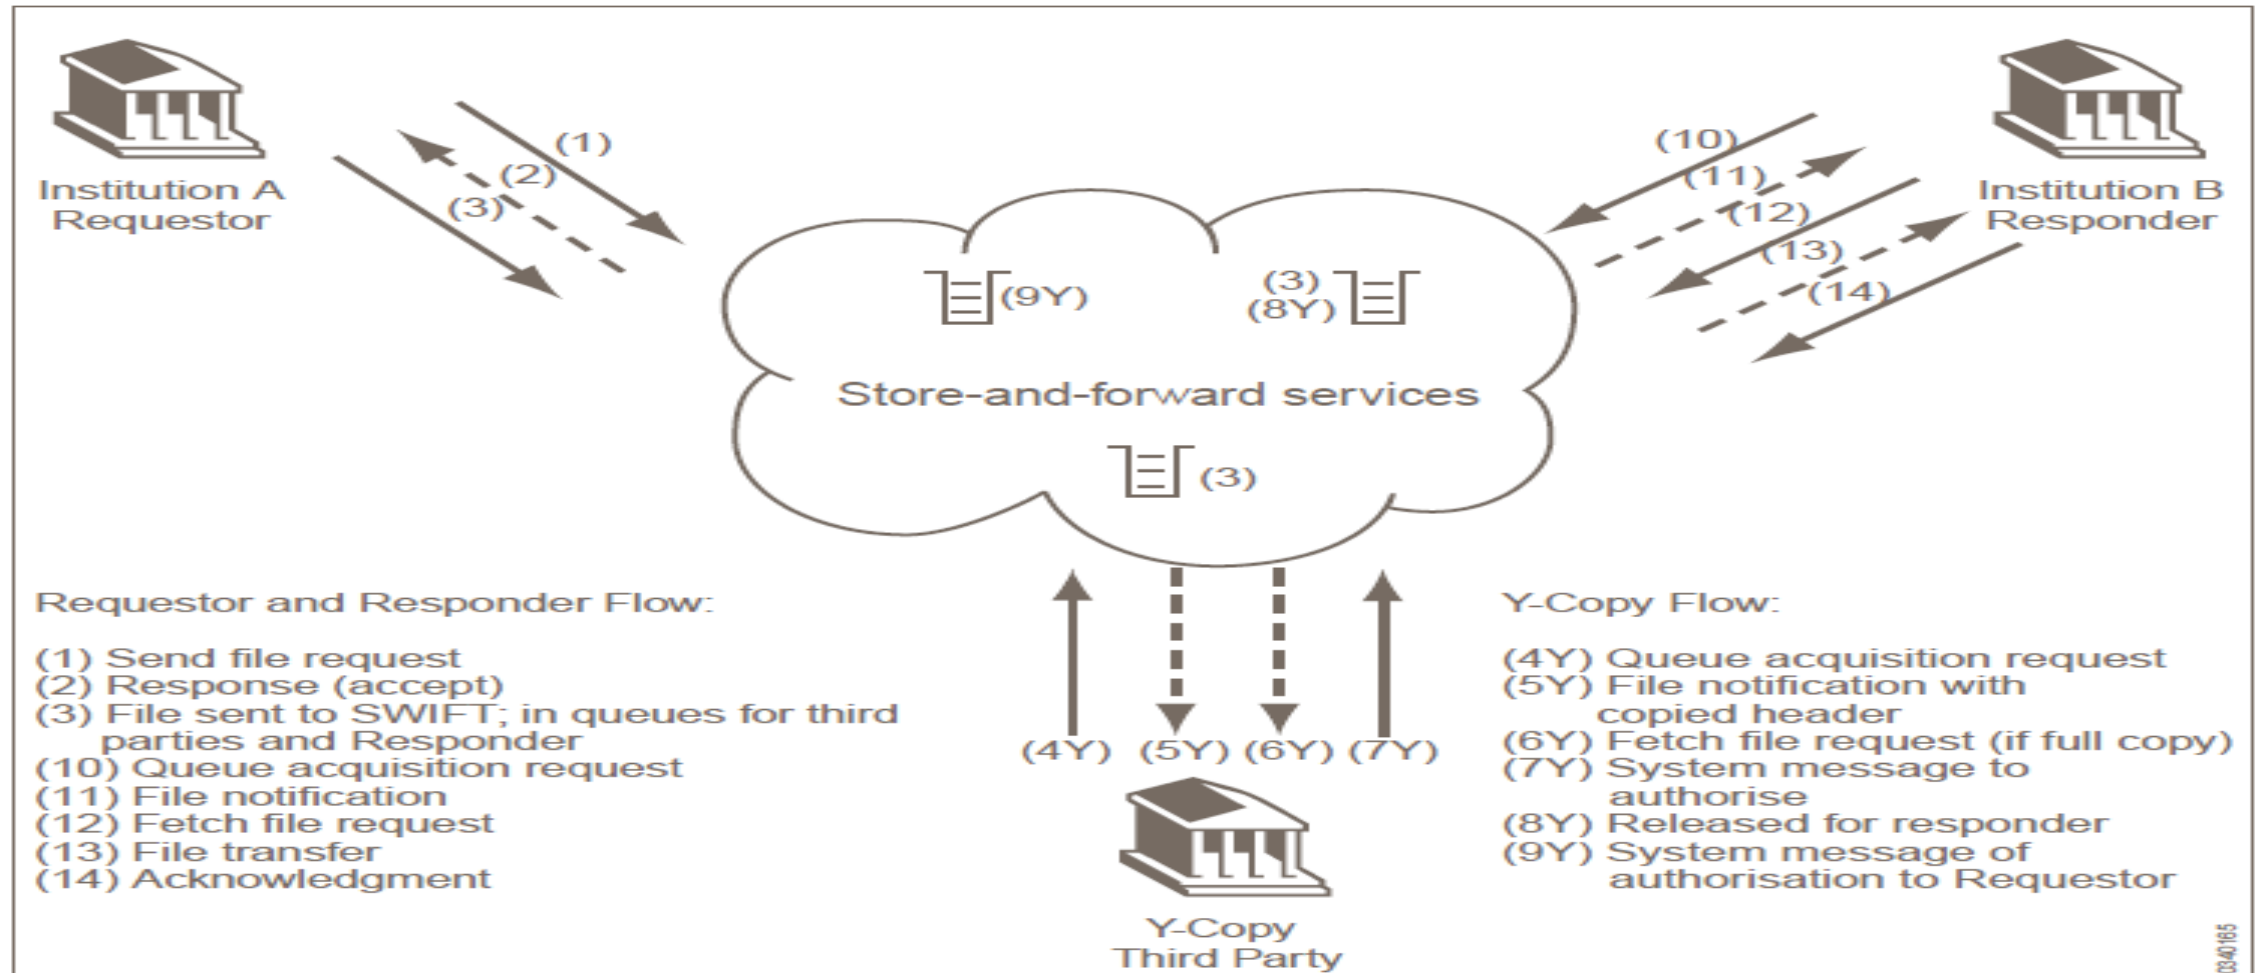 Institution A
Requestor
(1)
(2)
(3)
(10)
(11)
(12)
(13)
(14)
Institution B
Responder
(9Y)
(3)
(8Y)
Store-and-forward services
(3)
Requestor and Responder Flow:
(1) Send file request
(2) Response (accept)
(3) File sent to SWIFT; in queues for third
parties and Responder
(10) Queue acquisition request
(11) File notification
(12) Fetch file request
(13) File transfer
(14) Acknowledgment
(4Y) (5Y) (6Y) (7Y)
Y-Copy
Third Party
Y-Copy Flow:
(4Y) Queue acquisition request
(5Y) File notification with
copied header
(6Y) Fetch file request (if full copy)
(7Y) System message to
authorise
(8Y) Released for responder
(9Y) System message of
authorisation to Requestor
0340165